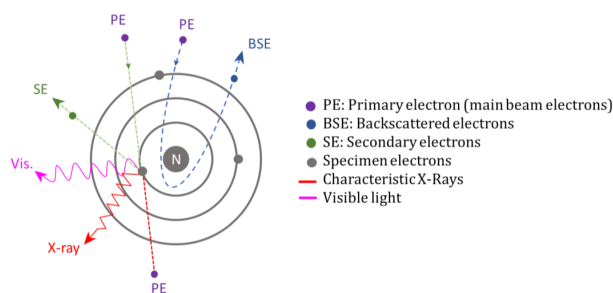 PE
PE
BSE
SE
N
Vis.
X-ray
PE
PE: Primary electron (main beam electrons)
BSE: Backscattered electrons
SE: Secondary electrons
Specimen electrons
Characteristic X-Rays
Visible light